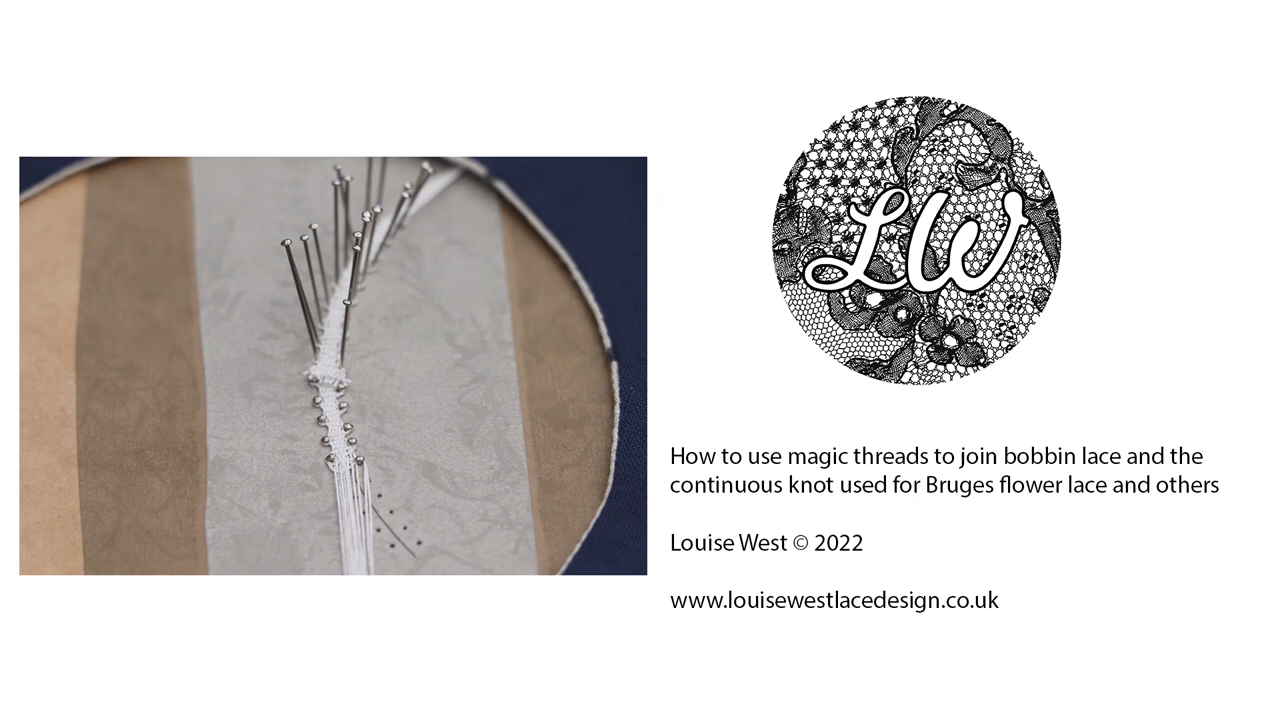 LW
How to use magic threads to join bobbin lace and the
continuous knot used for Bruges flower lace and others
Louise West © 2022
www.louisewestlacedesign.co.uk